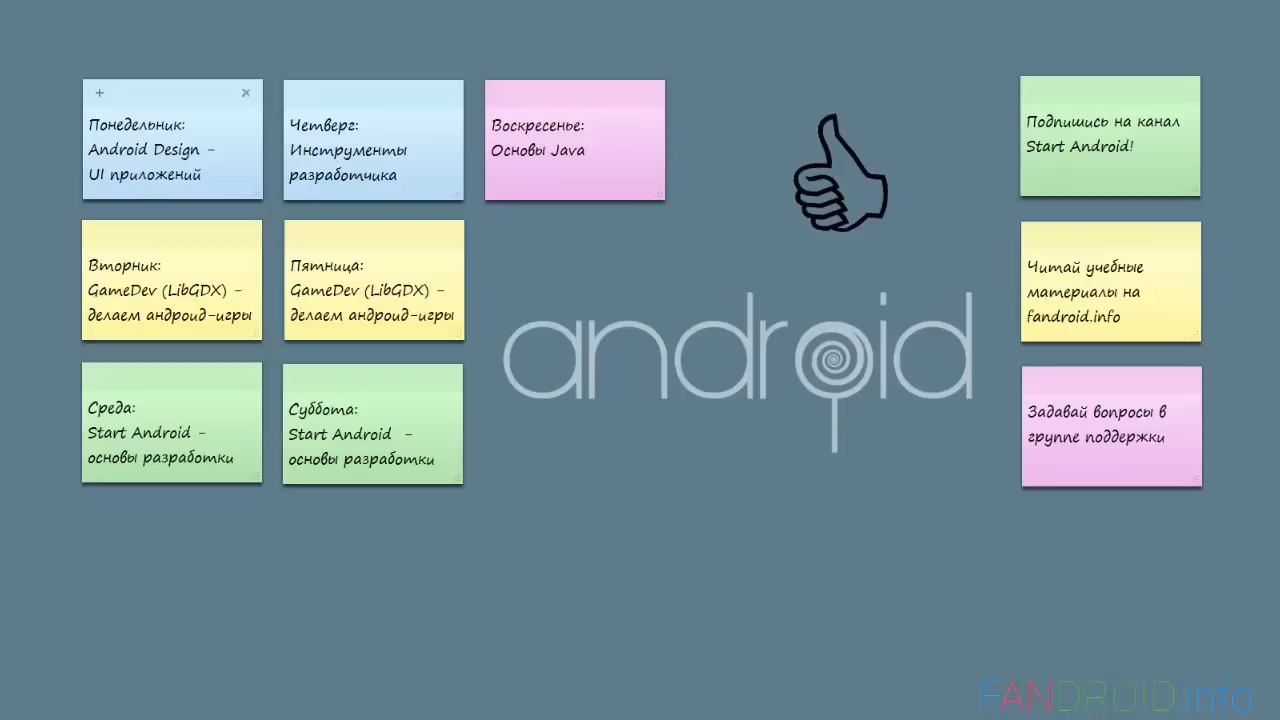 Понедельник:
Android Design -
UI приложений
Четверг:
Инструменты
разработчика
Воскресенье:
Основы Java
Вторник:
GameDev (LibGDX) -
делаем андроид-игры
Пятница:
GameDev (LibGDX) -
делаем андроид-игры
Среда:
Start Android -
основы разработки
Суббота:
Start Android -
основы разработки
android
Подпишись на канал
Start Android!
Читай учебные
материалы на
fandroid.info
Задавай вопросы в
группе поддержки
FANDROID.info